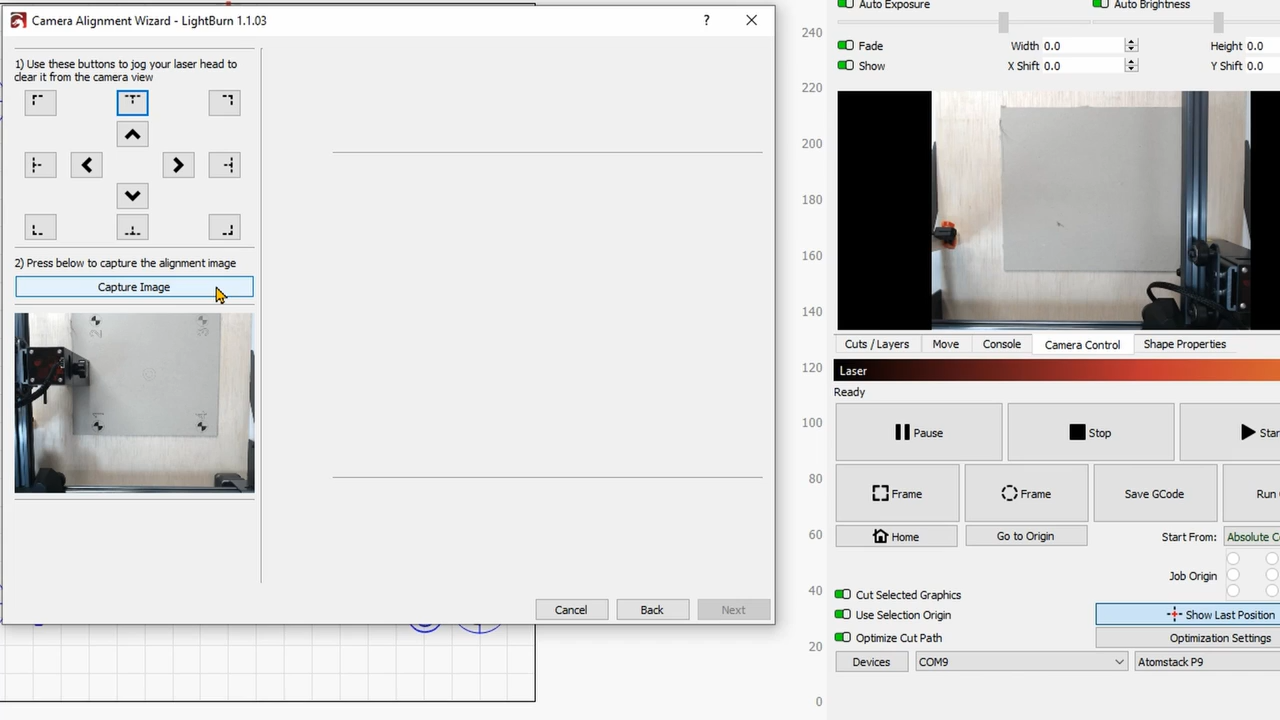 Camera Alignment Wizard - LightBurn 1.1.03
?
1) Use these buttons to jog your laser head to
clear it from the camera view
2) Press below to capture the alignment image
Capture Image
2
3
1
4
Cancel
Back
Next
Auto Exposure
Auto Brightness
Fade
Width 0.0
Height 0.0
Show
X Shift 0.0
Y Shift 0.0
240
220
200
180
160
140
120
100
80
60
40
20
0
Cuts / Layers
Move
Console
Camera Control
Shape Properties
Laser
Ready
Pause
Stop
Star
Frame
Frame
Save GCode
Run
Home
Go to Origin
Start From:
Absolute Co
Job Origin
Cut Selected Graphics
Use Selection Origin
Show Last Position
Optimize Cut Path
Optimization Settings
Devices
COM9
Atomstack P9